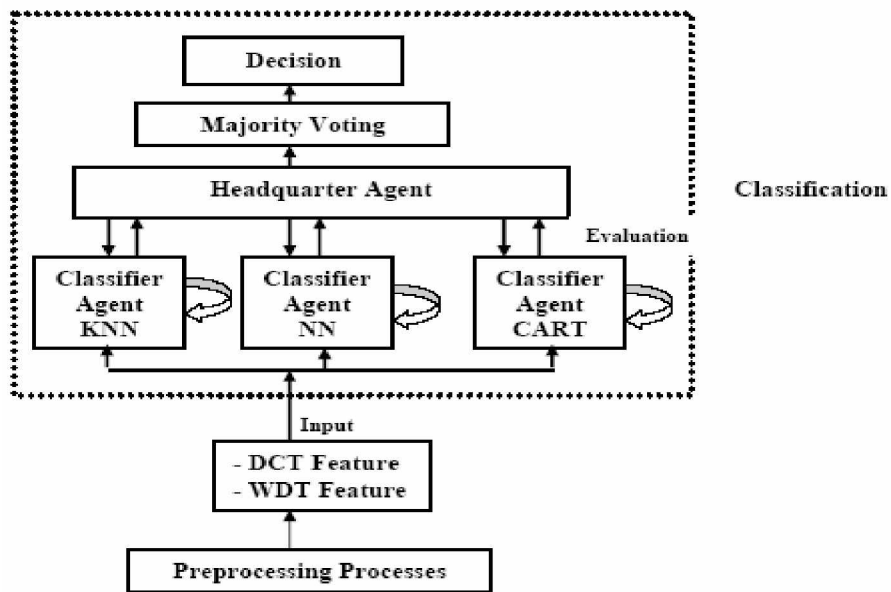 Decision
Majority Voting
Headquarter Agent
Classification
Evaluation
Classifier
Agent
KNN
Classifier
Agent
NN
Classifier
Agent
CART
Input
- DCT Feature
- WDT Feature
Preprocessing Processes